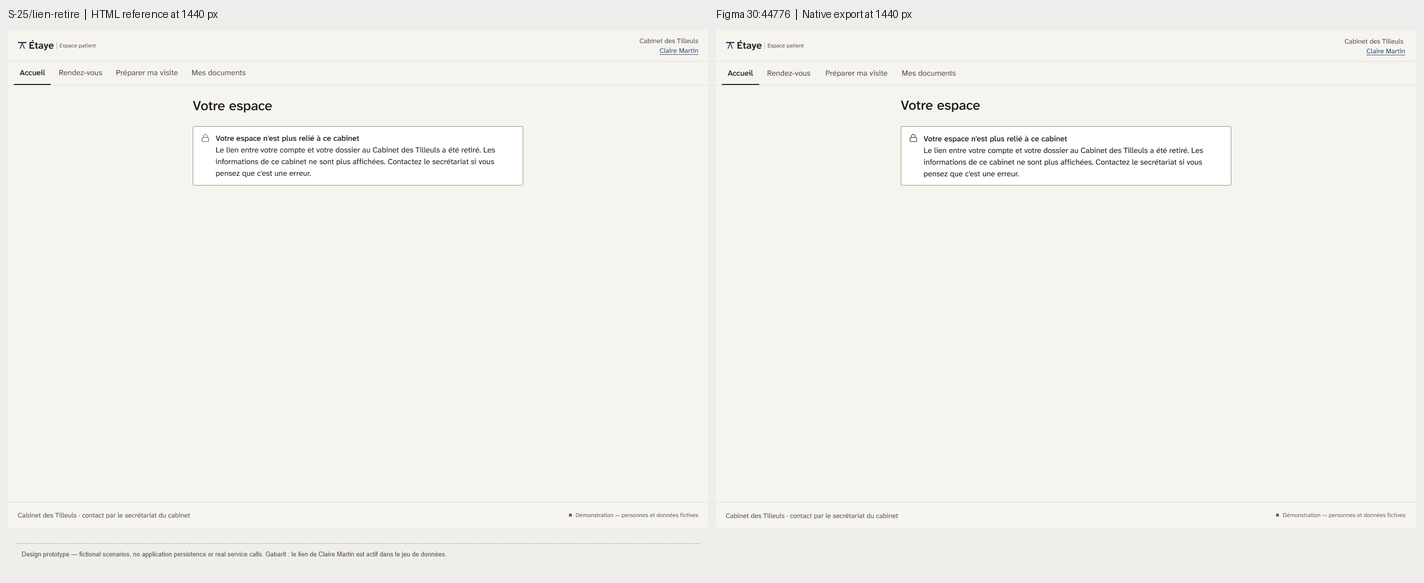 S-25/lien-retire | HTML reference at 1440 px
Étaye | Espace patient
Cabinet des Tilleuls
Claire Martin
Accueil Rendez-vous Préparer ma visite Mes documents
Votre espace
Votre espace n'est plus relié à ce cabinet
Le lien entre votre compte et votre dossier au Cabinet des Tilleuls a été retiré. Les
informations de ce cabinet ne sont plus affichées. Contactez le secrétariat si vous
pensez que c'est une erreur.
Cabinet des Tilleuls · contact par le secrétariat du cabinet
Démonstration — personnes et données fictives
Design prototype — fictional scenarios, no application persistence or real service calls. Gabarit : le lien de Claire Martin est actif dans le jeu de données.
Figma 30:44776 | Native export at 1440 px
Étaye | Espace patient
Cabinet des Tilleuls
Claire Martin
Accueil Rendez-vous Préparer ma visite Mes documents
Votre espace
Votre espace n'est plus relié à ce cabinet
Le lien entre votre compte et votre dossier au Cabinet des Tilleuls a été retiré. Les
informations de ce cabinet ne sont plus affichées. Contactez le secrétariat si vous
pensez que c'est une erreur.
Cabinet des Tilleuls · contact par le secrétariat du cabinet
Démonstration — personnes et données fictives